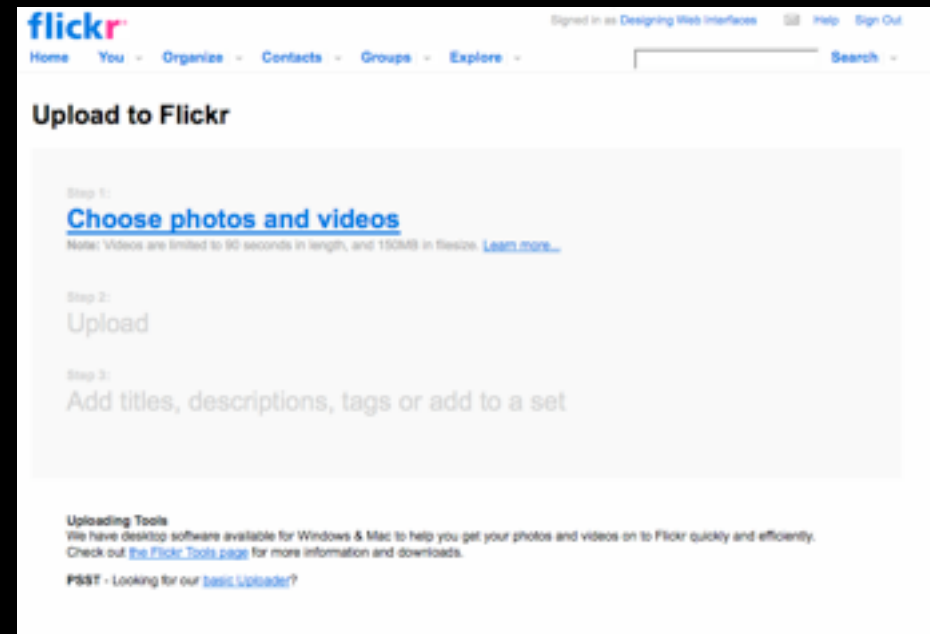 flickr
Signed in as Designing Web Interfaces Help Sign Out
Home You Organize Contacts Groups Explore Search
Upload to Flickr
Step 1:
Choose photos and videos
Note: Videos are limited to 90 seconds in length, and 150MB in filesize. Learn more...
Step 2:
Upload
Step 3:
Add titles, descriptions, tags or add to a set
Uploading Tools
We have desktop software available for Windows & Mac to help you get your photos and videos on to Flickr quickly and efficiently.
Check out the Flickr Tools page for more information and downloads.
PSST - Looking for our basic Uploader?